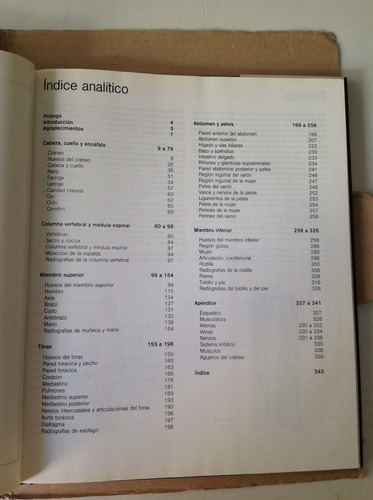 Índice analítico
Prólogo
Introducción 4
Agradecimientos 5
7
Cabeza, cuello y encéfalo 9 a 79
Cráneo 9
Huesos del cráneo 26
Cabeza y cuello 36
Nariz 51
Faringe 54
Laringe 57
Cavidad craneal 60
Ojo 62
Oído 65
Cerebro 69
Columna vertebral y médula espinal 80 a 98
Vértebras 80
Sacro y cóccix 84
Columna vertebral y médula espinal 87
Músculos de la espalda 94
Radiografías de la columna vertebral 97
Miembro superior 99 a 154
Huesos del miembro superior 99
Hombro 115
Axila 124
Brazo 127
Codo 131
Antebrazo 132
Mano 138
Radiografías de muñeca y mano 154
Tórax 155 a 198
Huesos del tórax 155
Pared torácica y pecho 160
Pared torácica 163
Corazón 166
Mediastino 176
Pulmones 181
Mediastino superior 189
Mediastino posterior 193
Nervios intercostales y articulaciones del tórax 195
Aorta torácica 196
Diafragma 197
Radiografías de esófago 198
Abdomen y pelvis 199 a 258
Pared anterior del abdomen 199
Abdomen superior 207
Hígado y vías biliares 223
Bazo y apéndice 230
Intestino delgado 233
Riñones y glándulas suprarrenales 234
Pared abdominal posterior y pelvis 241
Región inguinal del varón 246
Región inguinal de la mujer 247
Pelvis del varón 248
Vasos y nervios de la pelvis 252
Ligamentos de la pelvis 253
Pelvis de la mujer 254
Perineo de la mujer 257
Perineo del varón 258
Miembro inferior 259 a 326
Huesos del miembro inferior 259
Región glútea 288
Muslo 290
Articulación coxofemoral 296
Rodilla 300
Radiografías de la rodilla 308
Pierna 309
Tobillo y pie 316
Radiografías del tobillo y del pie 326
Apéndice 327 a 341
Esqueleto 327
Musculatura 328
Arterias 330 a 332
Venas 330 a 334
Nervios 331 a 336
Sistema linfático 335
Músculos 338
Agujeros del cráneo 339
Índice 343